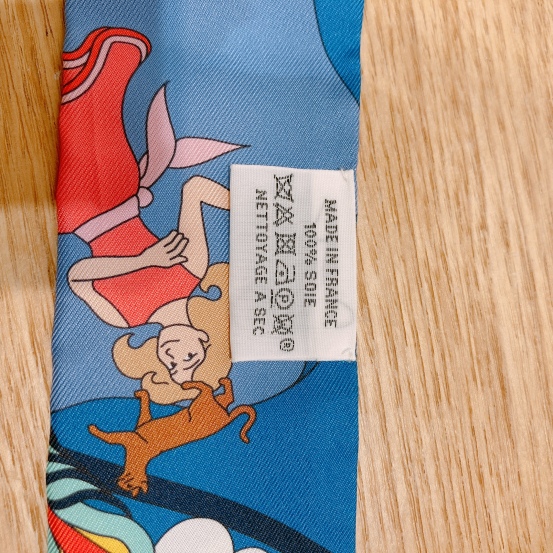 MADE IN FRANCE
100% SOIE
NETTOYAGE A SEC
®